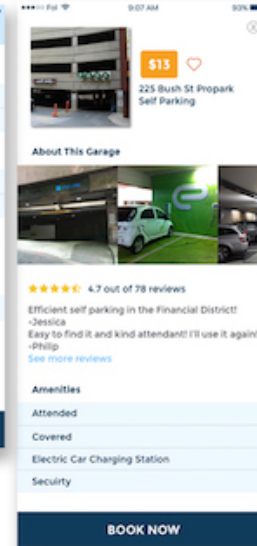 Fol
9:07 AM
93%
$13
225 Bush St Propark
Self Parking
About This Garage
4.7 out of 78 reviews
Efficient self parking in the Financial District!
-Jessica
Easy to find it and kind attendant! I'll use it again!
-Philip
See more reviews
Amenities
Attended
Covered
Electric Car Charging Station
Secuirty
BOOK NOW